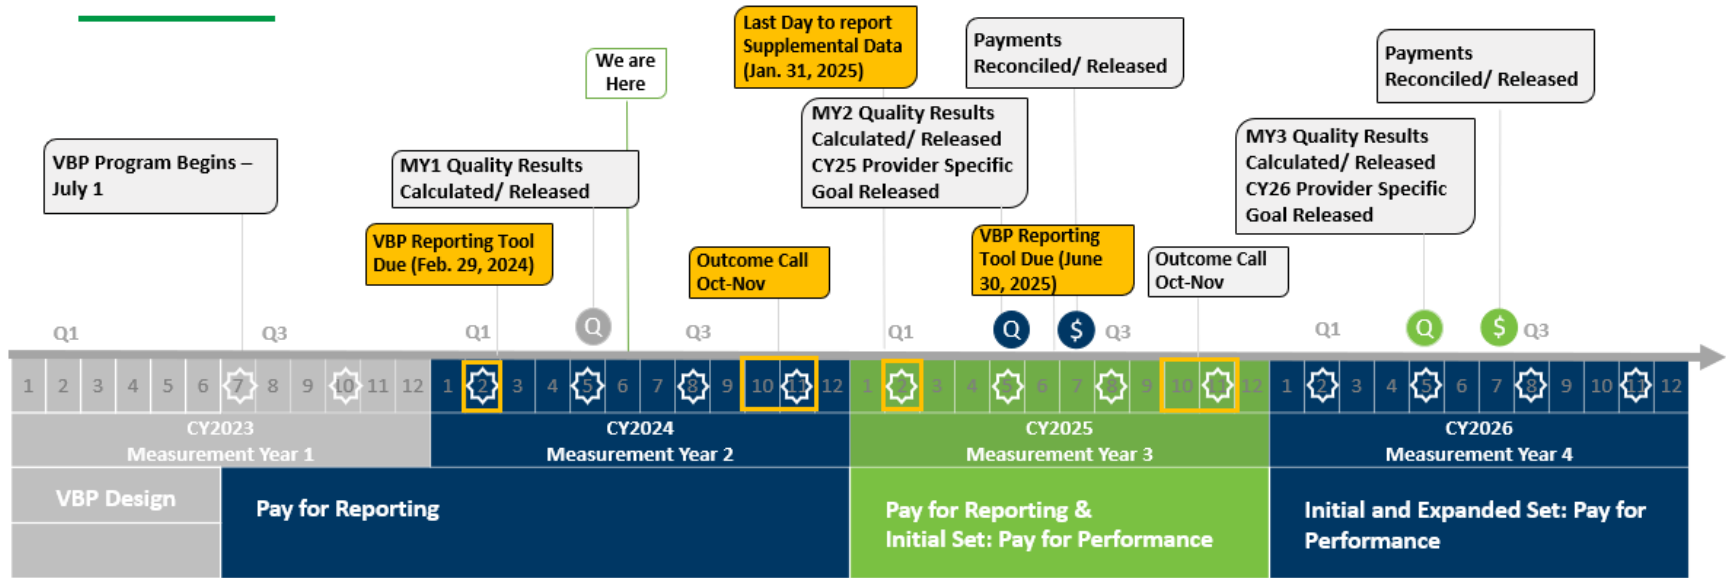 We are
Here
Last Day to report
Supplemental Data
(Jan. 31, 2025)
Payments
Reconciled/ Released
Payments
Reconciled/ Released
VBP Program Begins –
July 1
MY1 Quality Results
Calculated/ Released
MY2 Quality Results
Calculated/ Released
CY25 Provider Specific
Goal Released
MY3 Quality Results
Calculated/ Released
CY26 Provider Specific
Goal Released
VBP Reporting Tool
Due (Feb. 29, 2024)
Outcome Call
Oct-Nov
VBP Reporting
Tool Due (June
30, 2025)
Outcome Call
Oct-Nov
Q1 Q3 Q1 Q Q3 Q1 Q $ Q3 Q1 Q $ Q3
1 2 3 4 5 6 7 8 9 10 11 12 1 2 3 4 5 6 7 8 9 10 11 12 1 2 3 4 5 6 7 8 9 10 11 12 1 2 3 4 5 6 7 8 9 10 11 12
CY2023
Measurement Year 1
CY2024
Measurement Year 2
CY2025
Measurement Year 3
CY2026
Measurement Year 4
VBP Design
Pay for Reporting
Pay for Reporting &
Initial Set: Pay for Performance
Initial and Expanded Set: Pay for
Performance